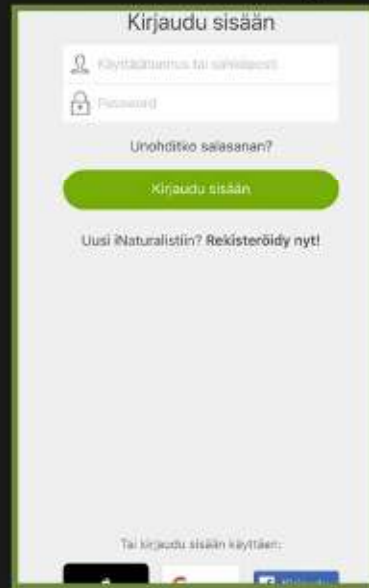 Kirjaudu sisään
Käyttäjätunnus tai sähköposti
Password
Unohditko salasanan?
Kirjaudu sisään
Uusi iNaturalistiin? Rekisteröidy nyt!
Tai kirjaudu sisään käyttäen: